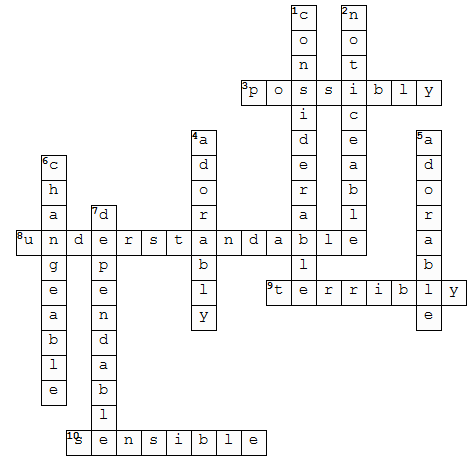 1 considerable
2 noticeable
3 possibly
4 adorably
5 adorable
6 changeable
7 dependable
8 understandable
9 terribly
10 sensible